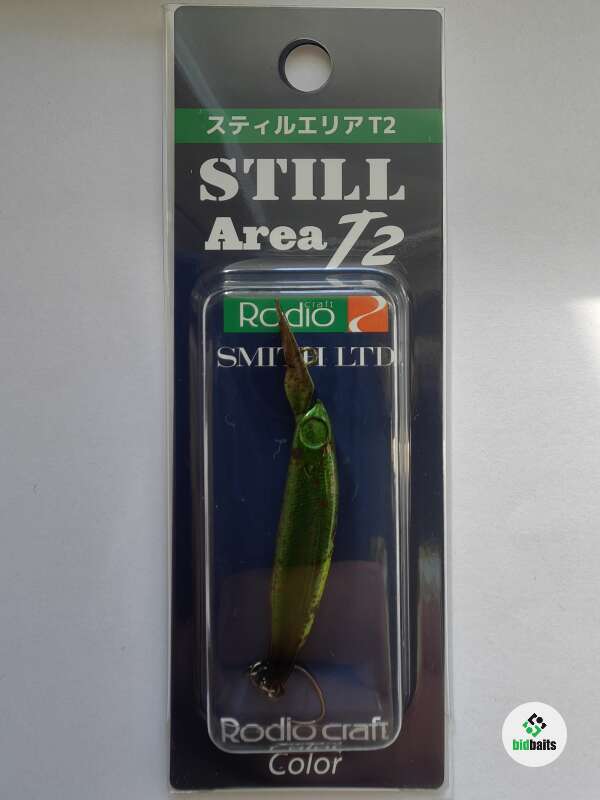 スティルエリアT2
STILL
Area T2
craft
Rodio
SMITH LTD.
Rodio craft
Color
bidbaits